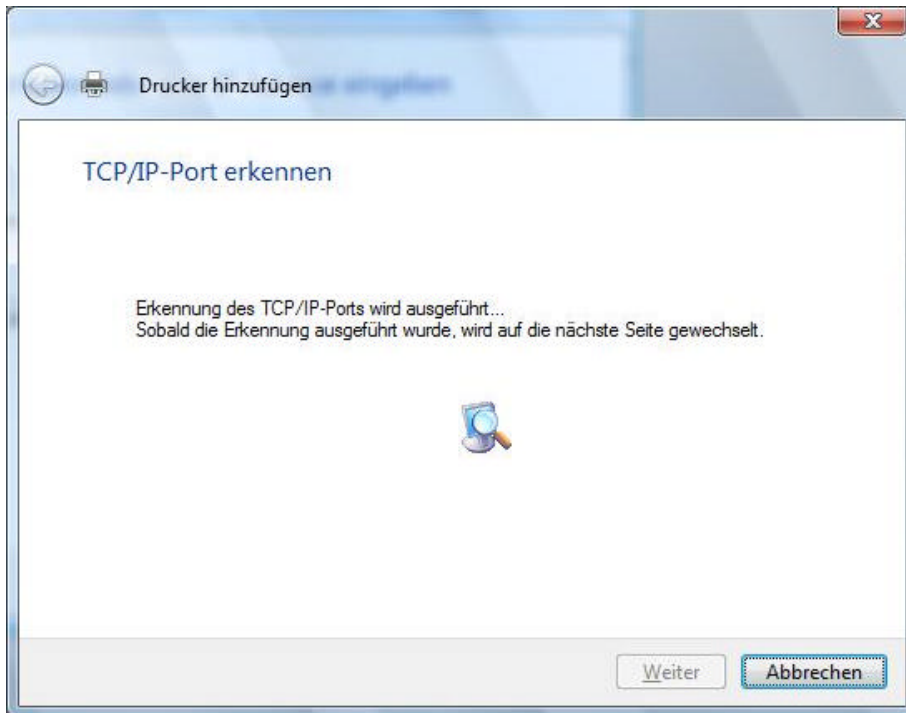 Drucker hinzufügen
TCP/IP-Port erkennen
Erkennung des TCP/IP-Ports wird ausgeführt...
Sobald die Erkennung ausgeführt wurde, wird auf die nächste Seite gewechselt.
Weiter
Abbrechen